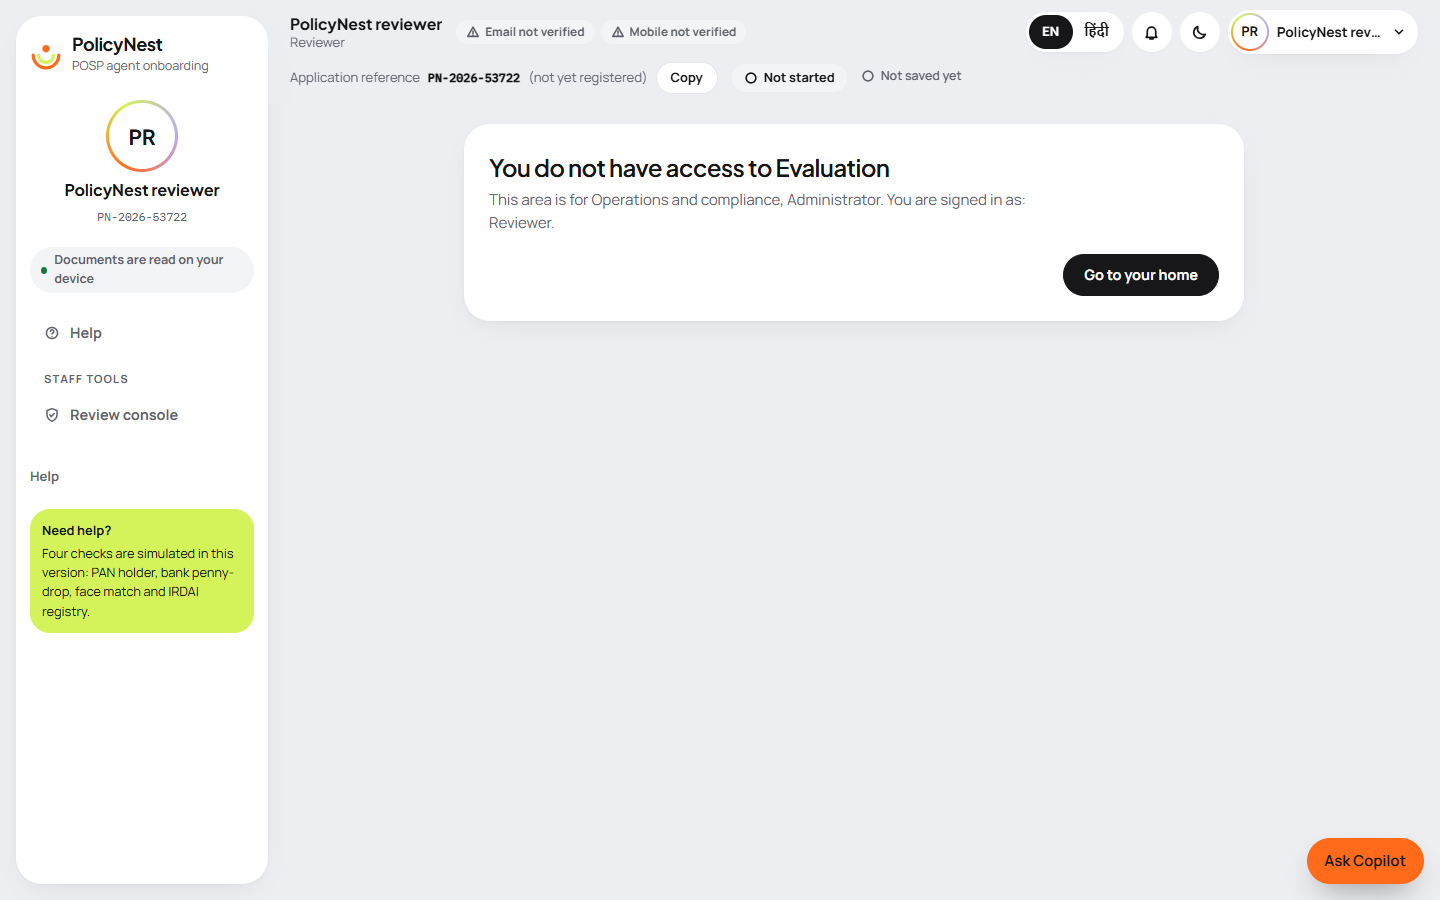 PolicyNest
POSP agent onboarding
PR
PolicyNest reviewer
PN-2026-53722
Documents are read on your
device
Help
STAFF TOOLS
Review console
Help
Need help?
Four checks are simulated in this
version: PAN holder, bank penny-
drop, face match and IRDAI
registry.
PolicyNest reviewer
Reviewer
Email not verified
Mobile not verified
EN
हिंदी
PR
PolicyNest rev...
Application reference PN-2026-53722 (not yet registered)
Copy
Not started
Not saved yet
You do not have access to Evaluation
This area is for Operations and compliance, Administrator. You are signed in as:
Reviewer.
Go to your home
Ask Copilot